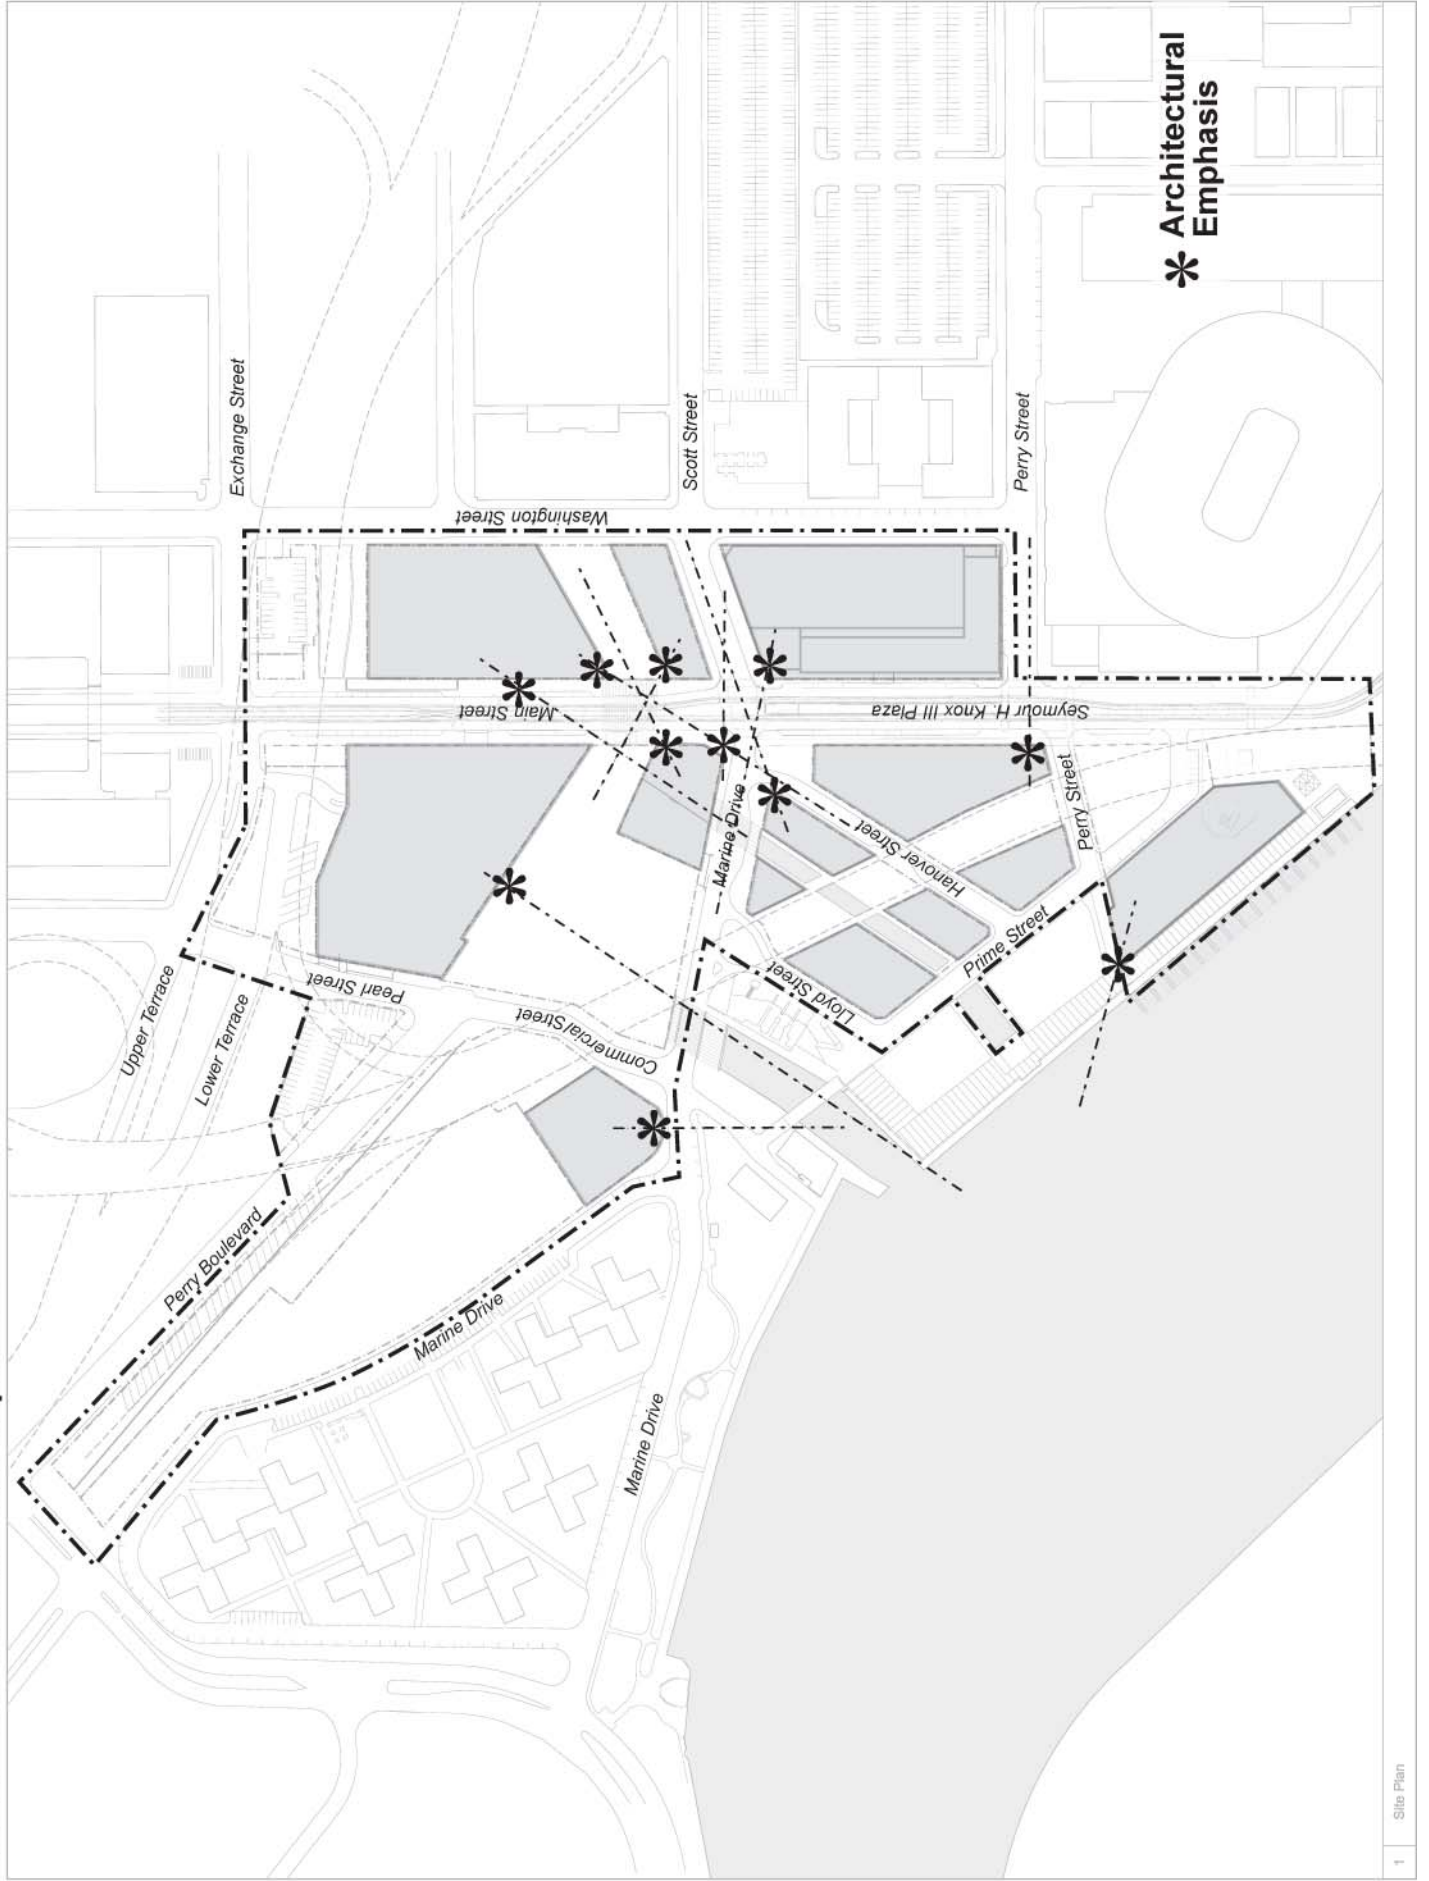 Exchange Street
Scott Street
Perry Street
* Architectural
Emphasis
Washington Street
Main Street
Seymour H. Knox III Plaza
Upper Terrace
Lower Terrace
Pearl Street
Commercial Street
Marine Drive
Hanover Street
Perry Street
Lloyd Street
Prime Street
Perry Boulevard
Marine Drive
Marine Drive
1 Site Plan